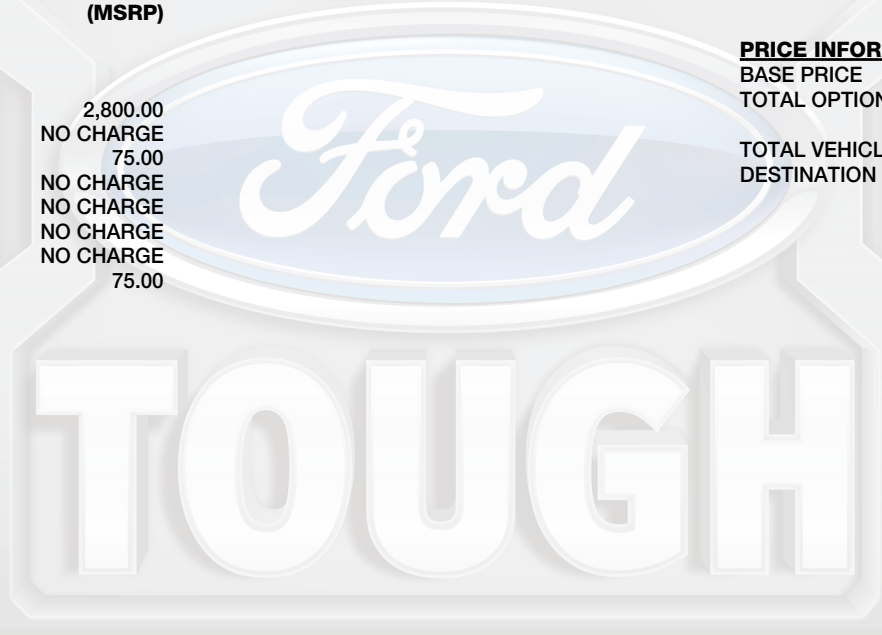 (MSRP)
2,800.00
NO CHARGE
75.00
NO CHARGE
NO CHARGE
NO CHARGE
NO CHARGE
75.00
PRICE INFOR
BASE PRICE
TOTAL OPTION
TOTAL VEHICL
DESTINATION
Ford
TOUGH